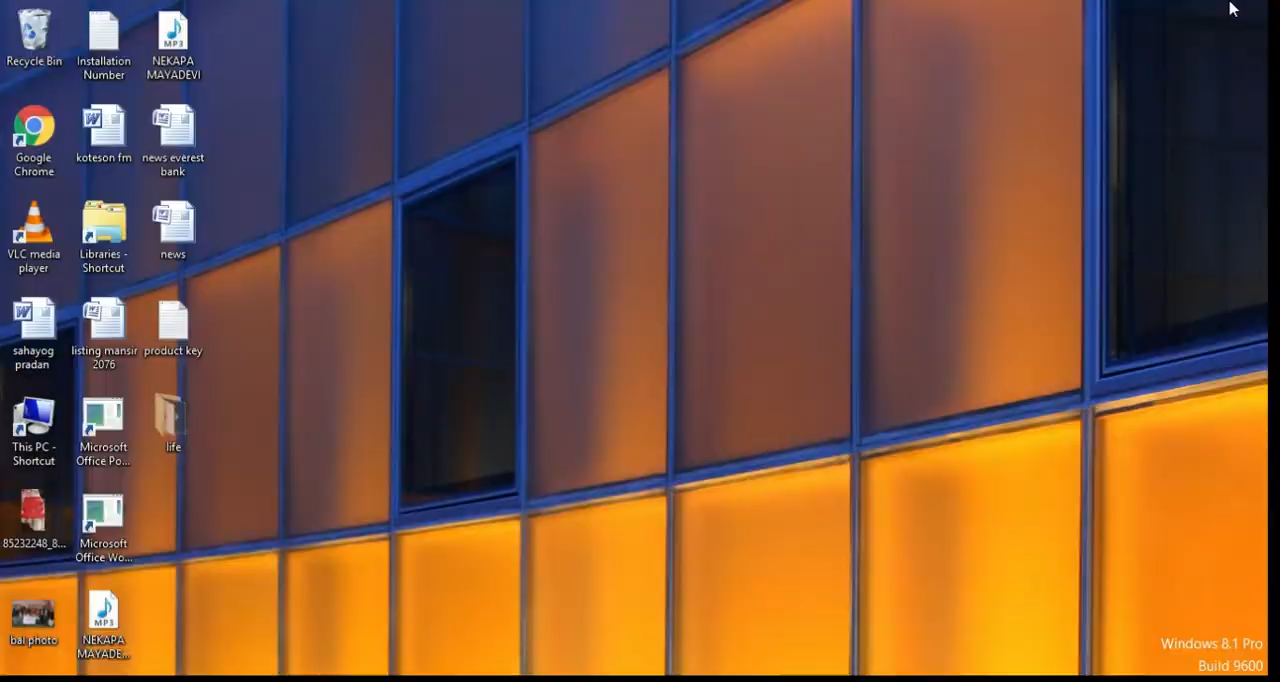 Recycle Bin
Installation
Number
NEKAPA
MAYADEVI
Google
Chrome
koteson fm
news everest
bank
VLC media
player
Libraries -
Shortcut
news
sahayog
pradan
listing mansir
2076
product key
This PC -
Shortcut
Microsoft
Office Po...
life
85232248_8...
Microsoft
Office Wo...
bal photo
NEKAPA
MAYADE...
MP3
MP3
Windows 8.1 Pro
Build 9600